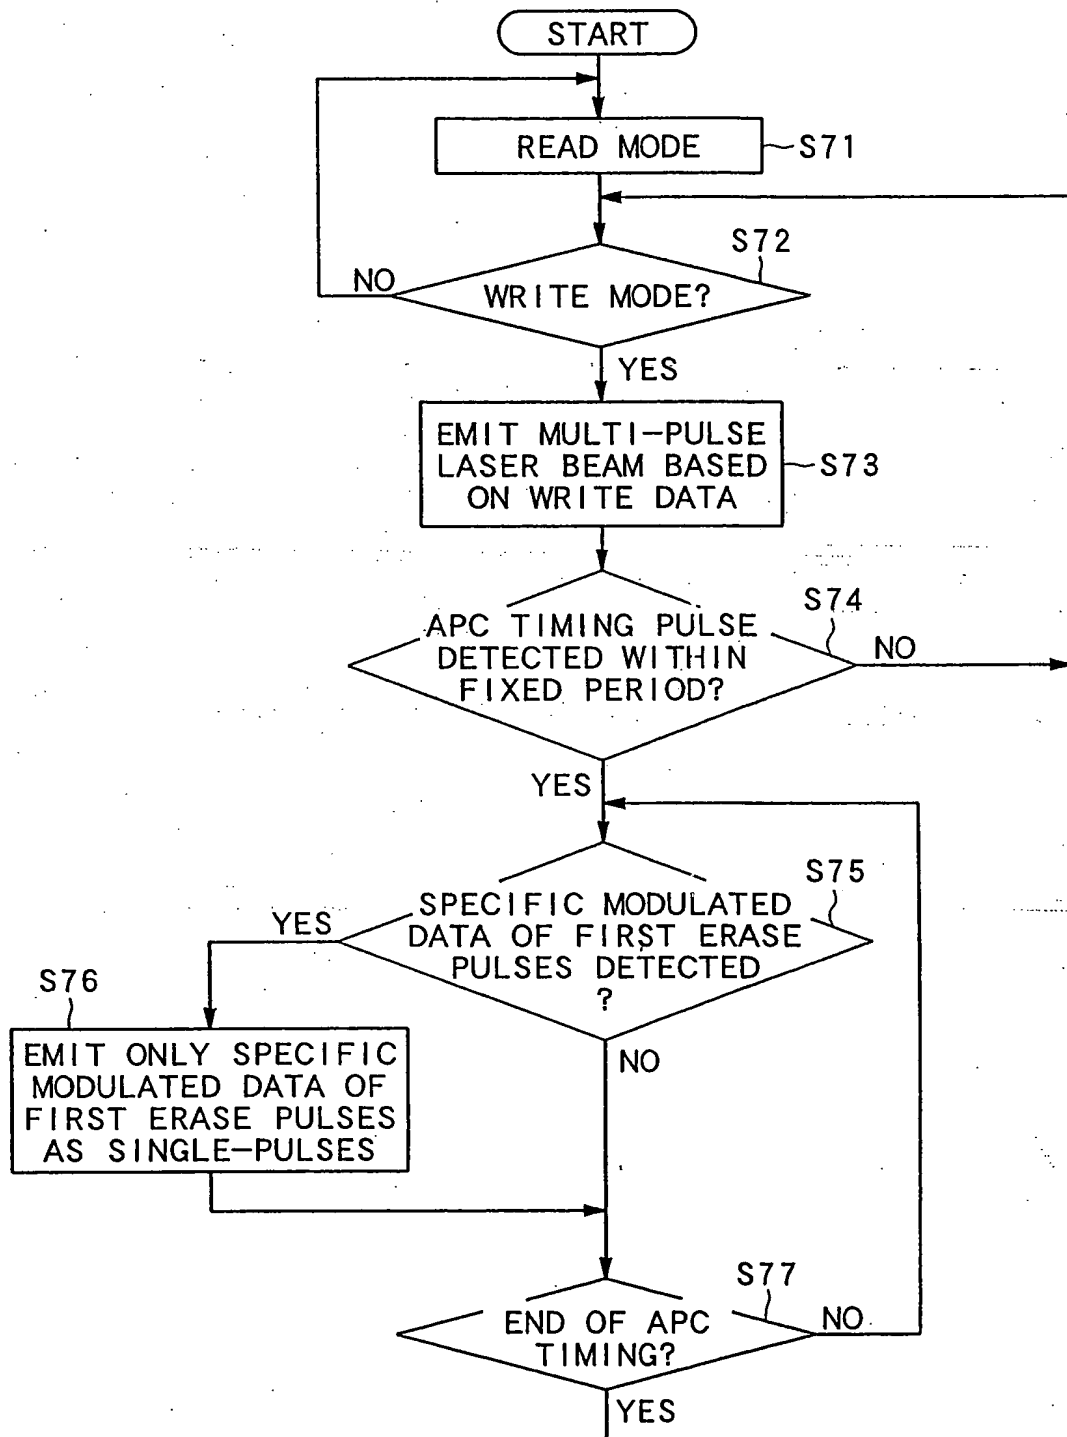 START
READ MODE
S71
S72
NO
WRITE MODE?
YES
EMIT MULTI-PULSE
LASER BEAM BASED
ON WRITE DATA
S73
S74
APC TIMING PULSE
DETECTED WITHIN
FIXED PERIOD?
NO
YES
S75
SPECIFIC MODULATED
DATA OF FIRST ERASE
PULSES DETECTED
?
YES
S76
EMIT ONLY SPECIFIC
MODULATED DATA OF
FIRST ERASE PULSES
AS SINGLE-PULSES
NO
S77
END OF APC
TIMING?
NO
YES